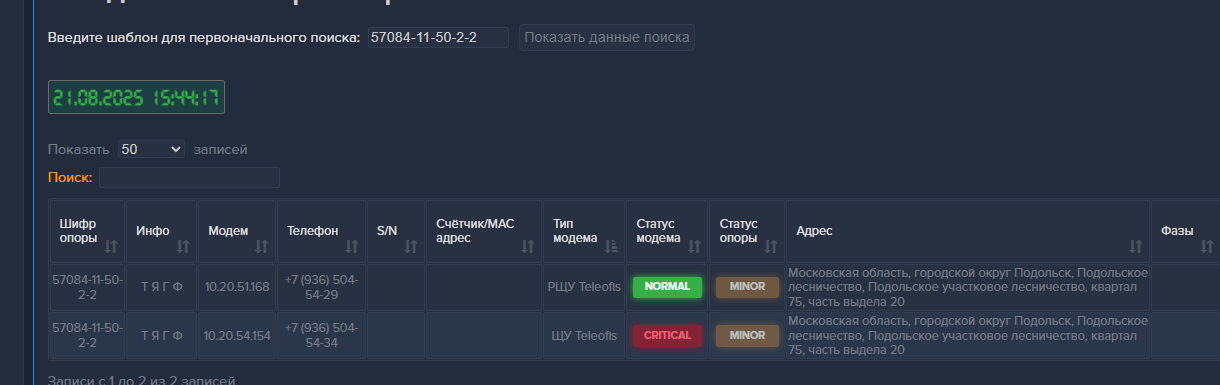 Введите шаблон для первоначального поиска: 57084-11-50-2-2 Показать данные поиска
21.08.2025 15:44:17
Показать 50 записей
Поиск:
Шифр опоры Инфо Модем Телефон S/N Счётчик/MAC адрес Тип модема Статус модема Статус опоры Адрес Фазы
57084-11-50-2-2 Т Я Г Ф 10.20.51.168 +7 (936) 504-54-29 РЩУ Teleofis NORMAL MINOR Московская область, городской округ Подольск, Подольское лесничество, Подольское участковое лесничество, квартал 75, часть выдела 20
57084-11-50-2-2 Т Я Г Ф 10.20.54.154 +7 (936) 504-54-34 ЩУ Teleofis CRITICAL MINOR Московская область, городской округ Подольск, Подольское лесничество, Подольское участковое лесничество, квартал 75, часть выдела 20
Записи с 1 до 2 из 2 записей